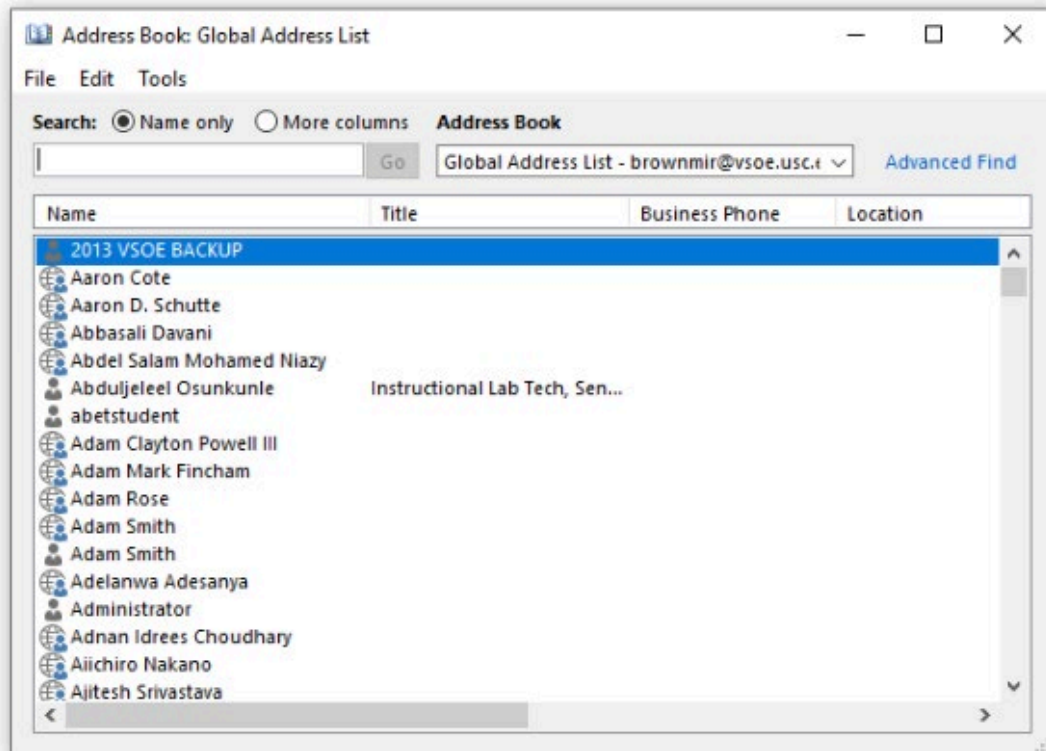 Address Book: Global Address List
File Edit Tools
Search: Name only More columns Address Book
Go Global Address List - brownmir@vsoe.usc.e Advanced Find
Name Title Business Phone Location
2013 VSOE BACKUP
Aaron Cote
Aaron D. Schutte
Abbasali Davani
Abdel Salam Mohamed Niazy
Abduljeleel Osunkunle Instructional Lab Tech, Sen...
abetstudent
Adam Clayton Powell III
Adam Mark Fincham
Adam Rose
Adam Smith
Adam Smith
Adelanwa Adesanya
Administrator
Adnan Idrees Choudhary
Aiichiro Nakano
Ajitesh Srivastava